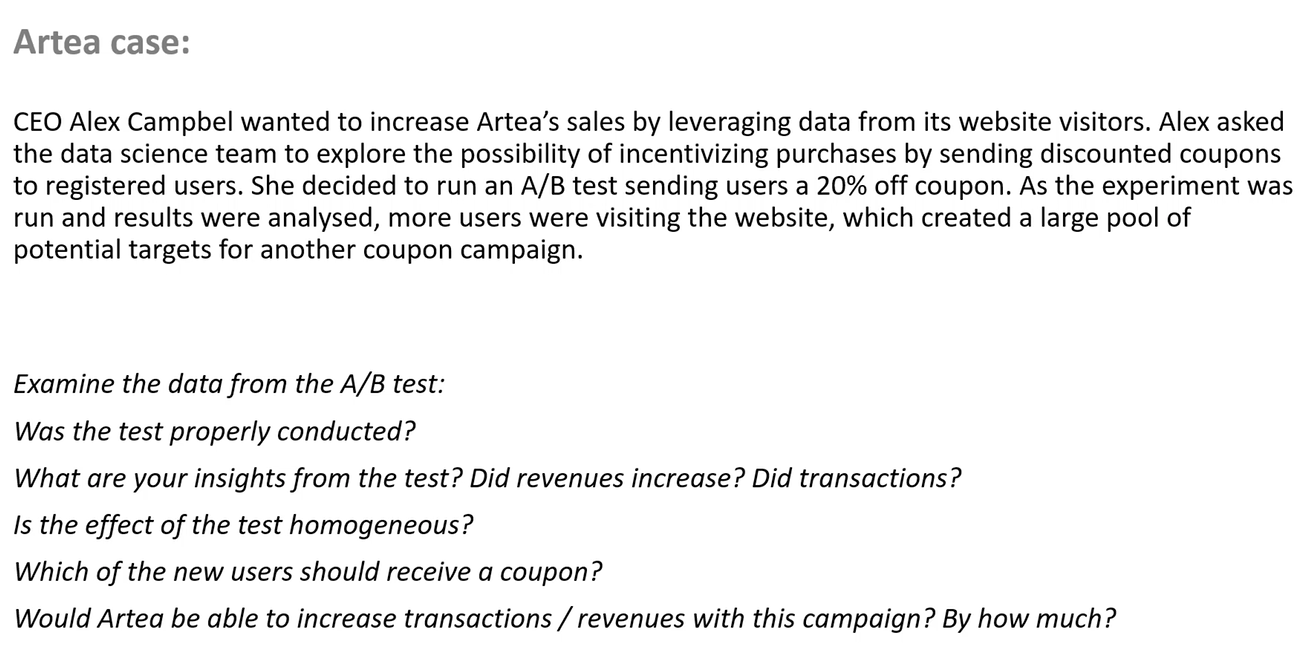 Artea case:
CEO Alex Campbel wanted to increase Artea’s sales by leveraging data from its website visitors. Alex asked
the data science team to explore the possibility of incentivizing purchases by sending discounted coupons
to registered users. She decided to run an A/B test sending users a 20% off coupon. As the experiment was
run and results were analysed, more users were visiting the website, which created a large pool of
potential targets for another coupon campaign.
Examine the data from the A/B test:
Was the test properly conducted?
What are your insights from the test? Did revenues increase? Did transactions?
Is the effect of the test homogeneous?
Which of the new users should receive a coupon?
Would Artea be able to increase transactions / revenues with this campaign? By how much?